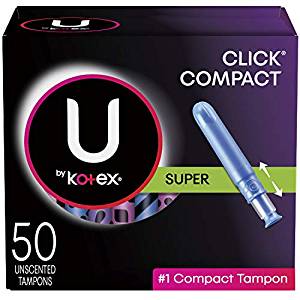 CLICK®
COMPACT
U
by Kotex®
SUPER
50
UNSCENTED
TAMPONS
#1 Compact Tampon